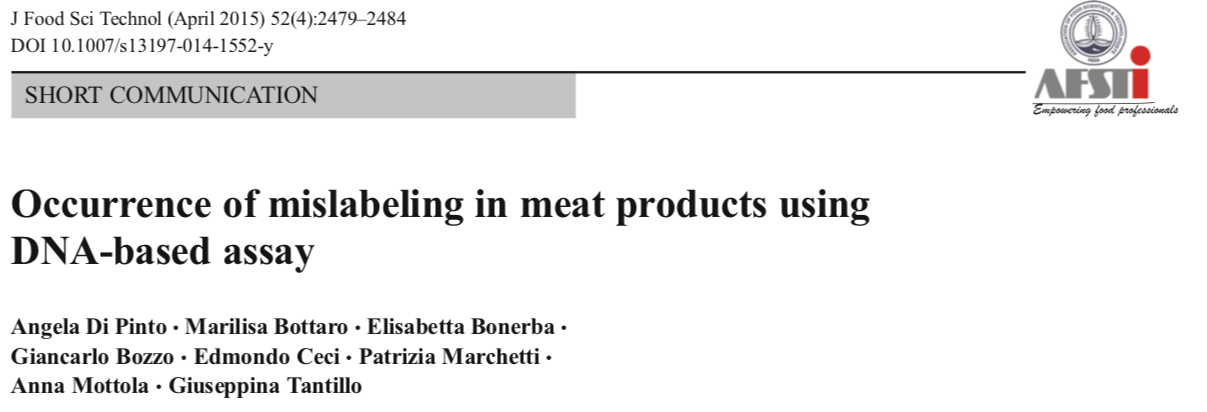 J Food Sci Technol (April 2015) 52(4):2479–2484
DOI 10.1007/s13197-014-1552-y
SHORT COMMUNICATION
AFSTi
Empowering food professionals
Occurrence of mislabeling in meat products using
DNA-based assay
Angela Di Pinto · Marilisa Bottaro · Elisabetta Bonerba ·
Giancarlo Bozzo · Edmondo Ceci · Patrizia Marchetti ·
Anna Mottola · Giuseppina Tantillo